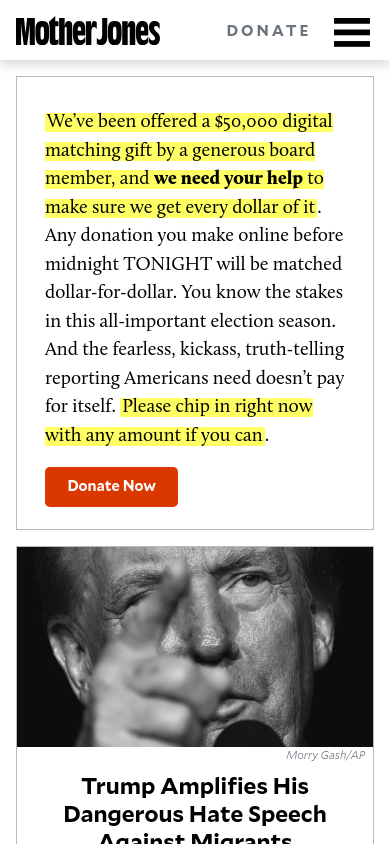 Mother Jones
DONATE
We’ve been offered a $50,000 digital
matching gift by a generous board
member, and we need your help to
make sure we get every dollar of it.
Any donation you make online before
midnight TONIGHT will be matched
dollar-for-dollar. You know the stakes
in this all-important election season.
And the fearless, kickass, truth-telling
reporting Americans need doesn’t pay
for itself. Please chip in right now
with any amount if you can.
Donate Now
Morry Gash/AP
Trump Amplifies His
Dangerous Hate Speech
Against Migrants